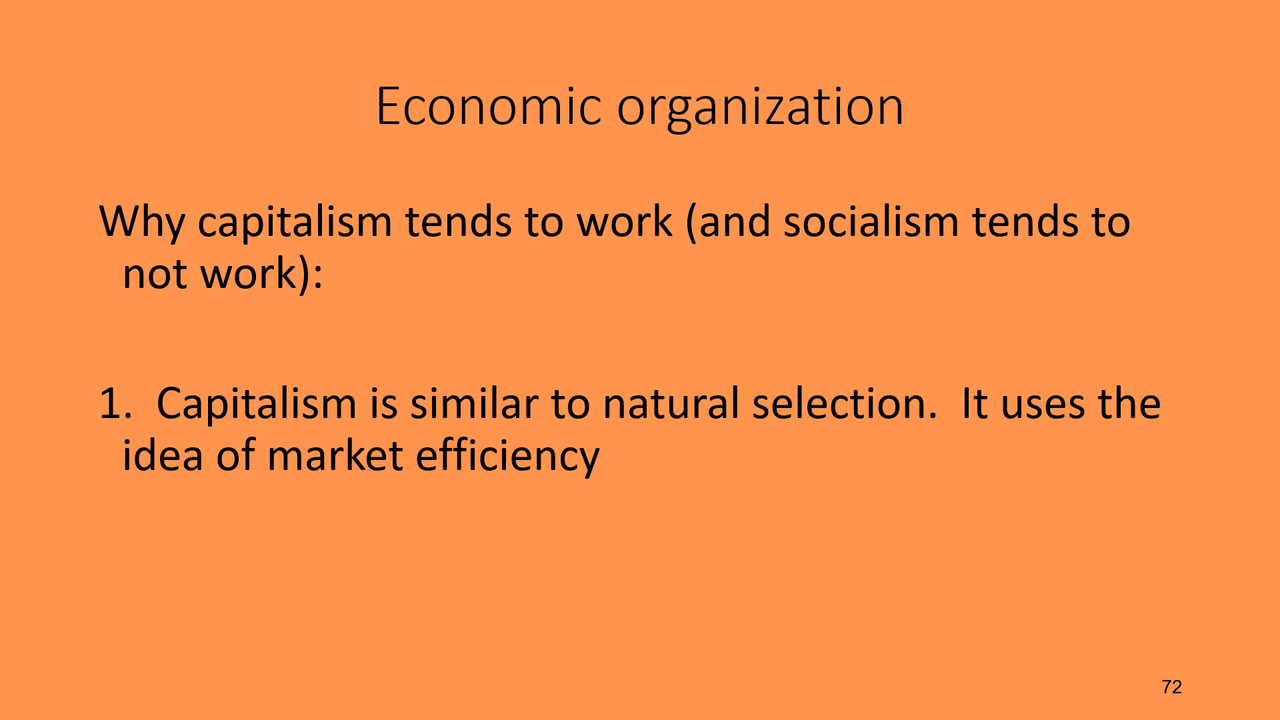 Economic organization
Why capitalism tends to work (and socialism tends to
not work):
1.  Capitalism is similar to natural selection.  It uses the
idea of market efficiency
72